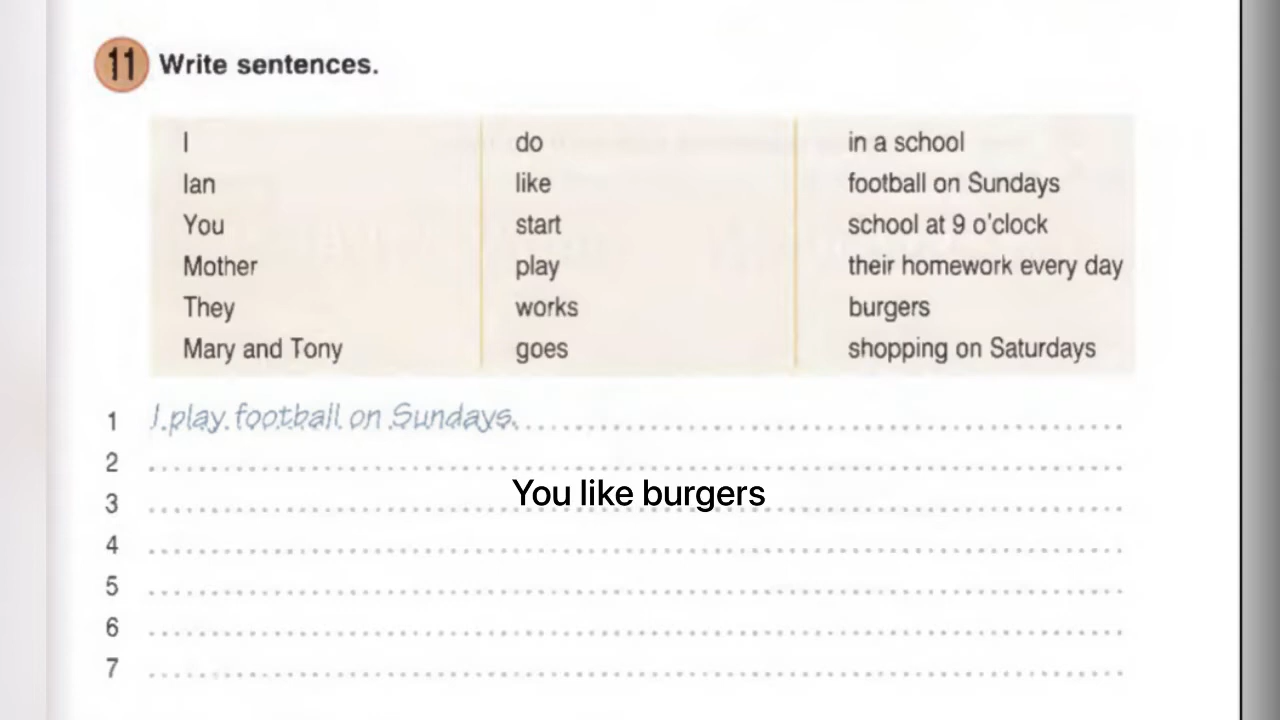 11 Write sentences.
I do in a school
Ian like football on Sundays
You start school at 9 o'clock
Mother play their homework every day
They works burgers
Mary and Tony goes shopping on Saturdays
1 I play football on Sundays.
2
You like burgers
3
4
5
6
7